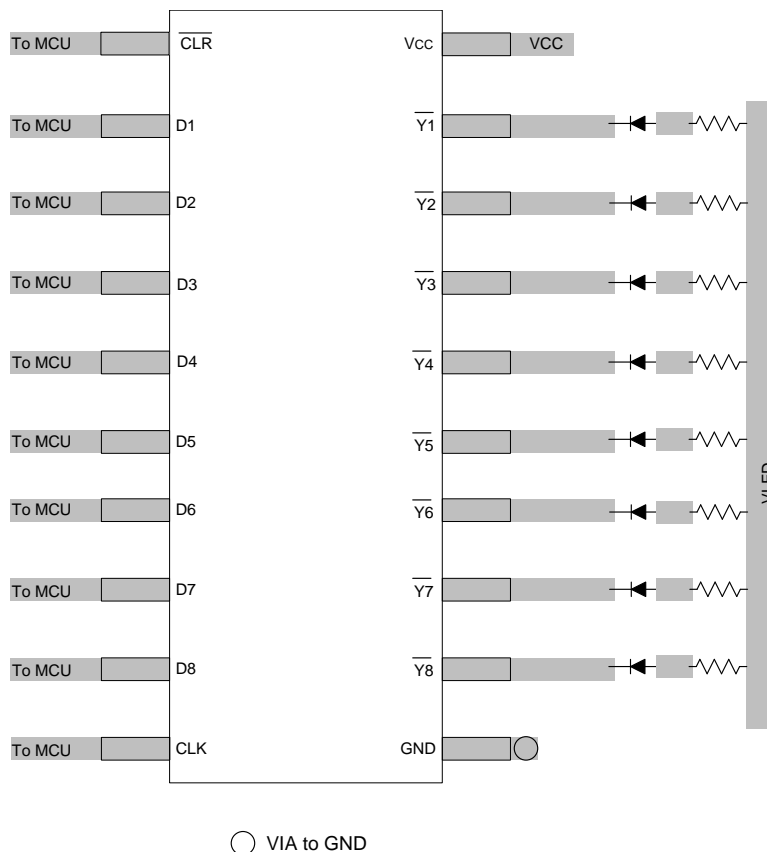 To MCU CLR VCC VCC
To MCU D1 Y1
To MCU D2 Y2
To MCU D3 Y3
To MCU D4 Y4
To MCU D5 Y5
To MCU D6 Y6
To MCU D7 Y7
To MCU D8 Y8
To MCU CLK GND
VLED
VIA to GND